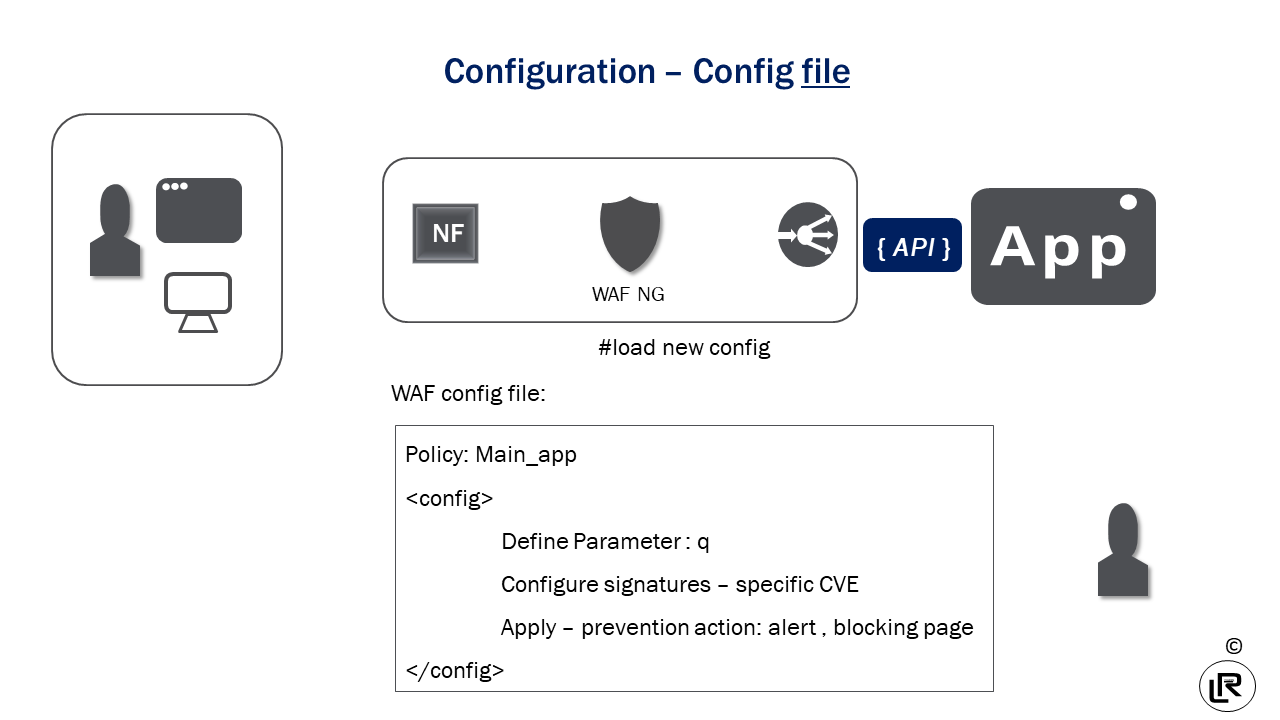 Configuration – Config file
NF
WAF NG
{ API }
App
#load new config
WAF config file:
Policy: Main_app
<config>
Define Parameter : q
Configure signatures – specific CVE
Apply – prevention action: alert , blocking page
</config>
©
LR